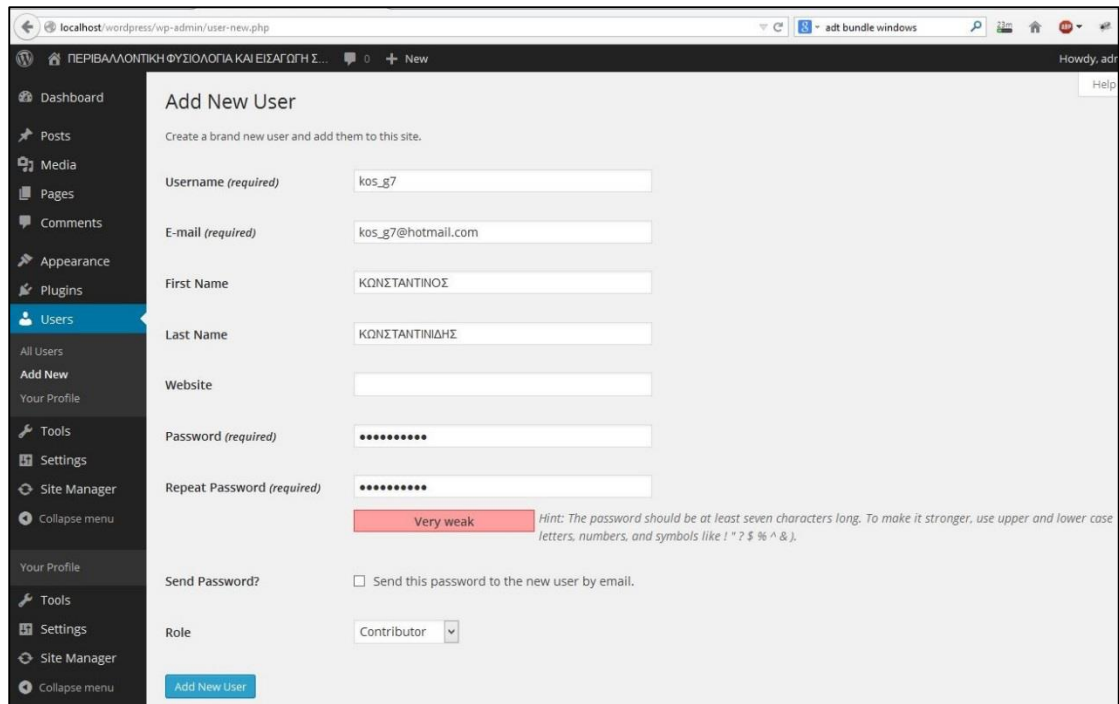 localhost/wordpress/wp-admin/user-new.php
adt bundle windows
23m
ABP
ΠΕΡΙΒΑΛΛΟΝΤΙΚΗ ΦΥΣΙΟΛΟΓΙΑ ΚΑΙ ΕΙΣΑΓΩΓΗ Σ... 0 + New
Howdy, adr
Help
Dashboard
Posts
Media
Pages
Comments
Appearance
Plugins
Users
All Users
Add New
Your Profile
Tools
Settings
Site Manager
Collapse menu
Your Profile
Tools
Settings
Site Manager
Collapse menu
Add New User
Create a brand new user and add them to this site.
Username (required) kos_g7
E-mail (required) kos_g7@hotmail.com
First Name ΚΩΝΣΤΑΝΤΙΝΟΣ
Last Name ΚΩΝΣΤΑΝΤΙΝΙΔΗΣ
Website
Password (required) ●●●●●●●●●●
Repeat Password (required) ●●●●●●●●●●
Very weak
Hint: The password should be at least seven characters long. To make it stronger, use upper and lower case
letters, numbers, and symbols like ! " ? $ % ^ & ).
Send Password? Send this password to the new user by email.
Role Contributor
Add New User